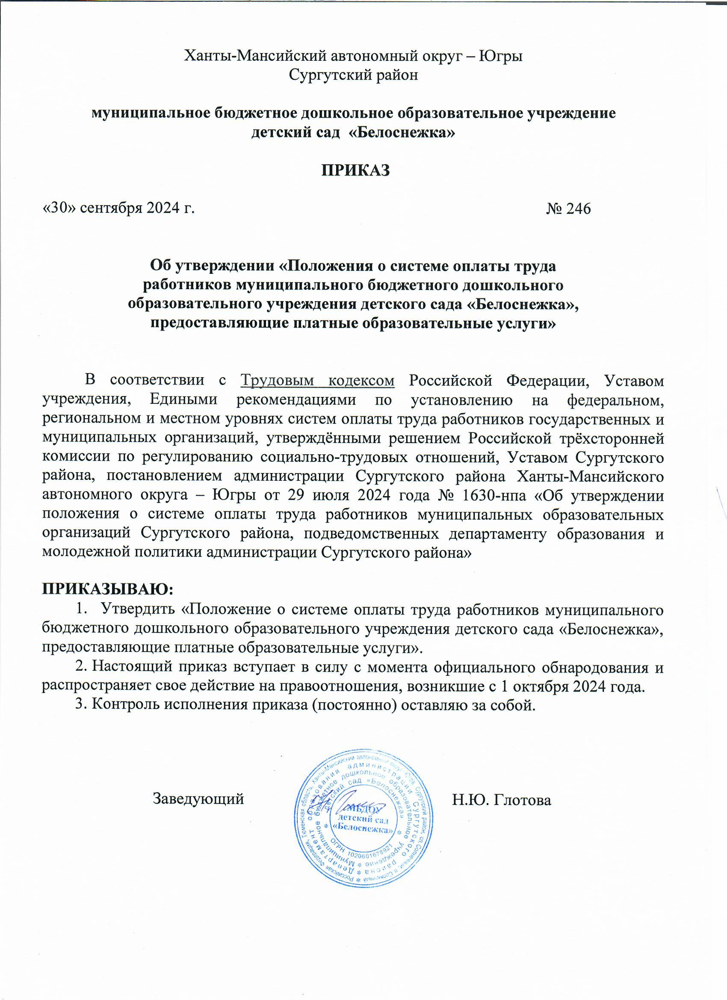 Ханты-Мансийский автономный округ – Югры
Сургутский район
муниципальное бюджетное дошкольное образовательное учреждение
детский сад «Белоснежка»
ПРИКАЗ
«30» сентября 2024 г. № 246
Об утверждении «Положения о системе оплаты труда
работников муниципального бюджетного дошкольного
образовательного учреждения детского сада «Белоснежка»,
предоставляющие платные образовательные услуги»
В соответствии с Трудовым кодексом Российской Федерации, Уставом
учреждения, Едиными рекомендациями по установлению на федеральном,
региональном и местном уровнях систем оплаты труда работников государственных и
муниципальных организаций, утверждёнными решением Российской трёхсторонней
комиссии по регулированию социально-трудовых отношений, Уставом Сургутского
района, постановлением администрации Сургутского района Ханты-Мансийского
автономного округа – Югры от 29 июля 2024 года № 1630-нпа «Об утверждении
положения о системе оплаты труда работников муниципальных образовательных
организаций Сургутского района, подведомственных департаменту образования и
молодежной политики администрации Сургутского района»
ПРИКАЗЫВАЮ:
1. Утвердить «Положение о системе оплаты труда работников муниципального
бюджетного дошкольного образовательного учреждения детского сада «Белоснежка»,
предоставляющие платные образовательные услуги».
2. Настоящий приказ вступает в силу с момента официального обнародования и
распространяет свое действие на правоотношения, возникшие с 1 октября 2024 года.
3. Контроль исполнения приказа (постоянно) оставляю за собой.
Заведующий Н.Ю. Глотова
Российская Федерация, Тюменская область, Ханты-Мансийский автономный округ - Югра, Сургутский район, сп. Солнечный, п Солнечный
Департамент образования администрации Сургутского района
Муниципальное бюджетное дошкольное образовательное учреждение
детский сад «Белоснежка»
ОГРН 1020601678921
МБДОУ
детский сад
«Белоснежка»